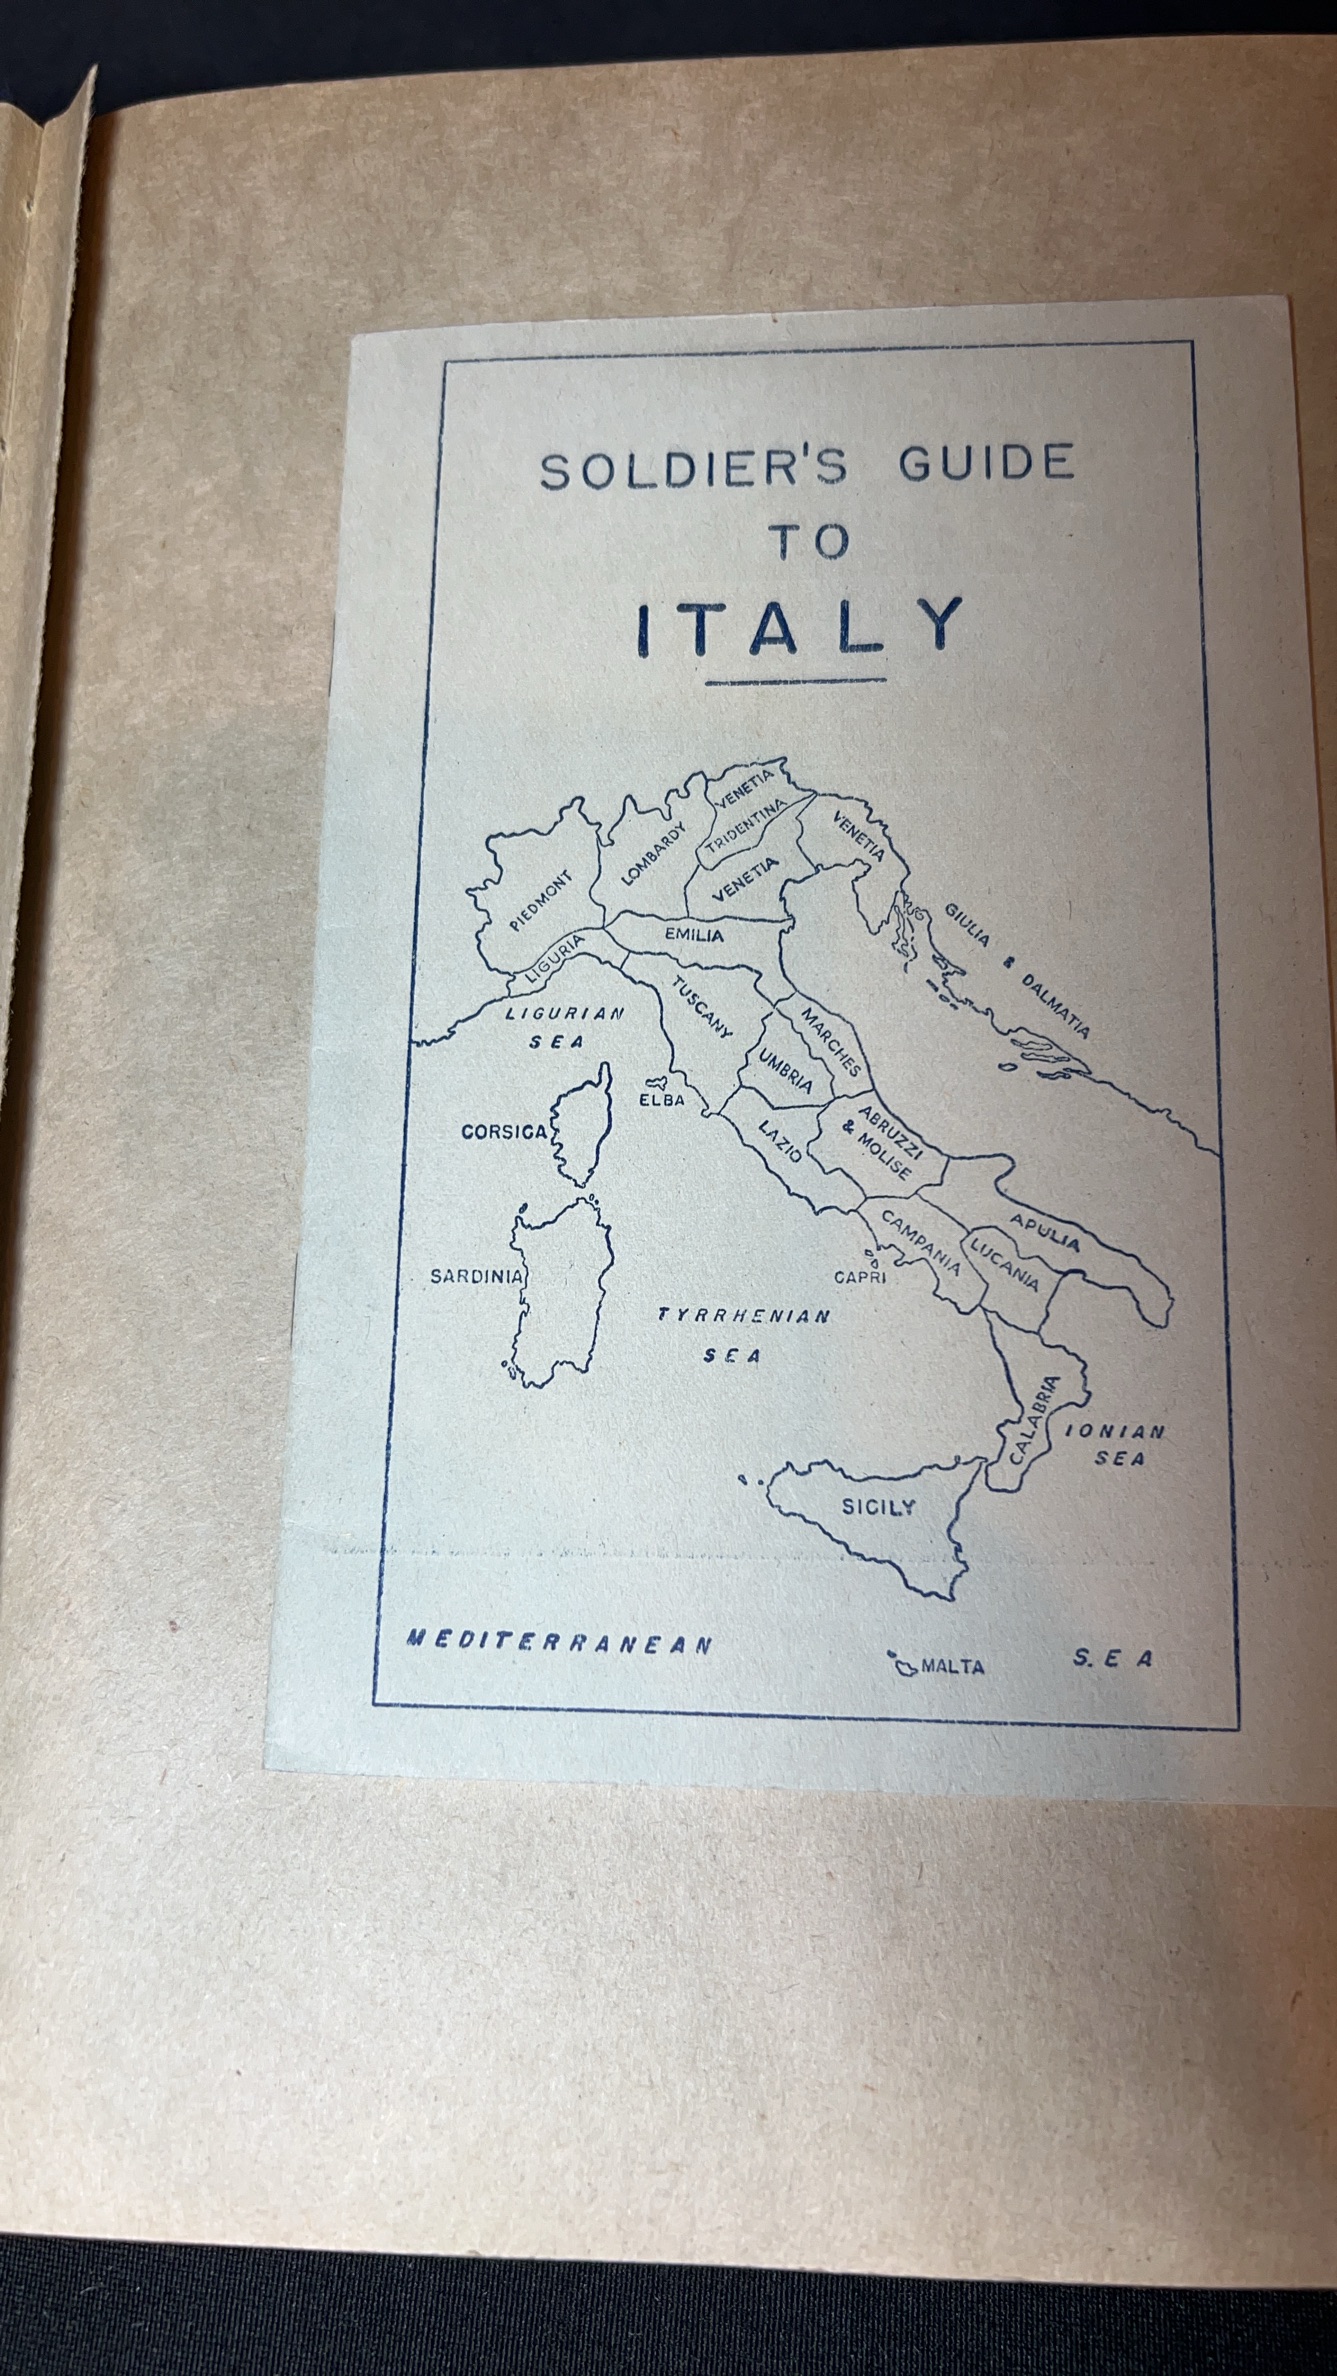 SOLDIER'S GUIDE
TO
ITALY
VENETIA
TRIDENTINA
LOMBARDY
VENETIA
VENETIA
PIEDMONT
GIULIA & DALMATIA
EMILIA
LIGURIA
TUSCANY
LIGURIAN
SEA
MARCHES
UMBRIA
ELBA
CORSICA
ABRUZZI
& MOLISE
LAZIO
APULIA
CAMPANIA
LUCANIA
SARDINIA
CAPRI
TYRRHENIAN
SEA
CALABRIA
IONIAN
SEA
SICILY
MEDITERRANEAN S.EA
MALTA